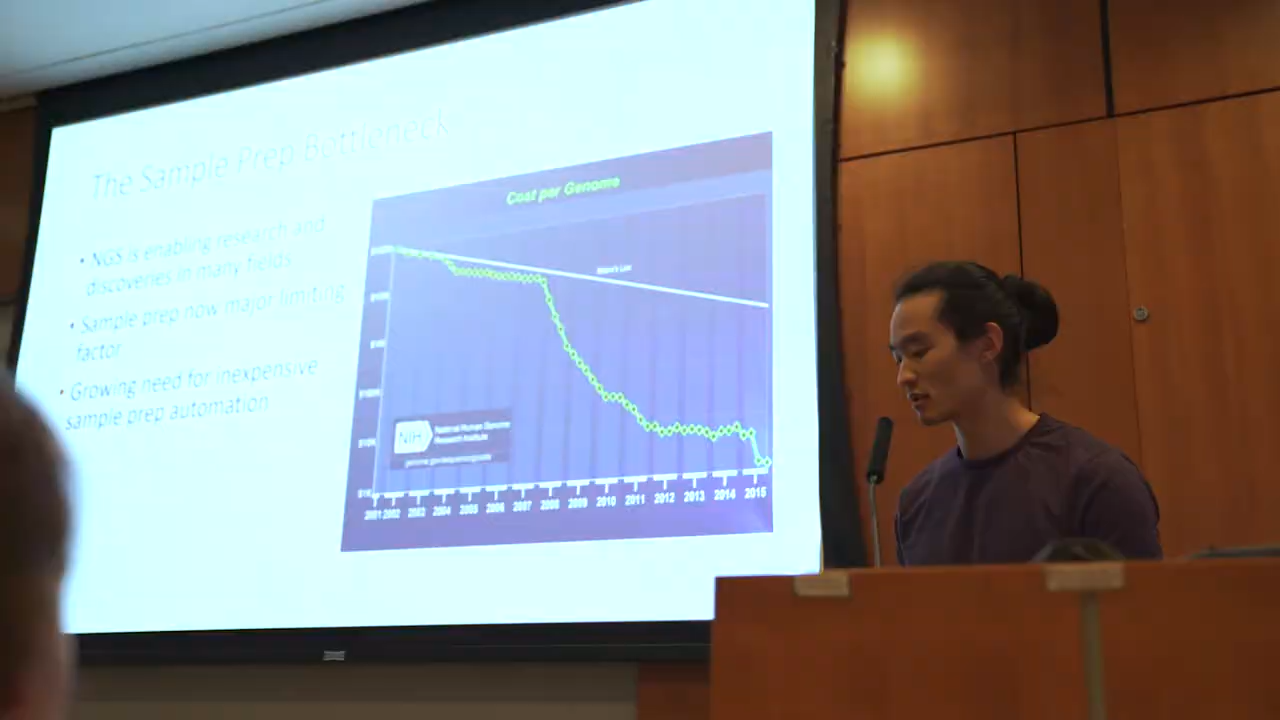 The Sample Prep Bottleneck
• NGS is enabling research and
discoveries in many fields
• Sample prep now major limiting
factor
• Growing need for inexpensive
sample prep automation
Cost per Genome
Moore's Law
NIH
National Human Genome
Research Institute
2001 2002 2003 2004 2005 2006 2007 2008 2009 2010 2011 2012 2013 2014 2015